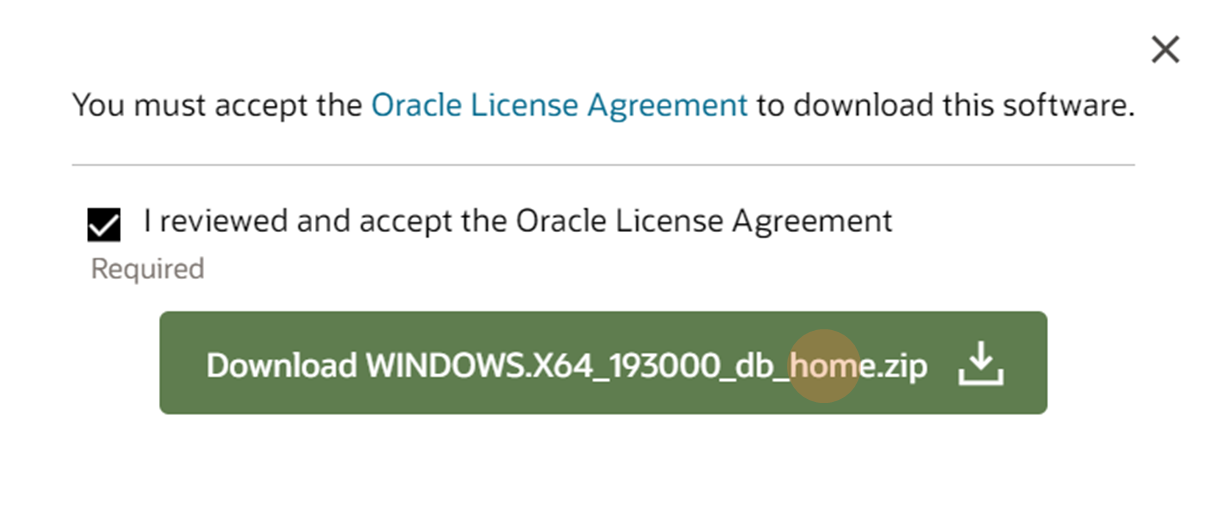 You must accept the Oracle License Agreement to download this software.
I reviewed and accept the Oracle License Agreement
Required
Download WINDOWS.X64_193000_db_home.zip